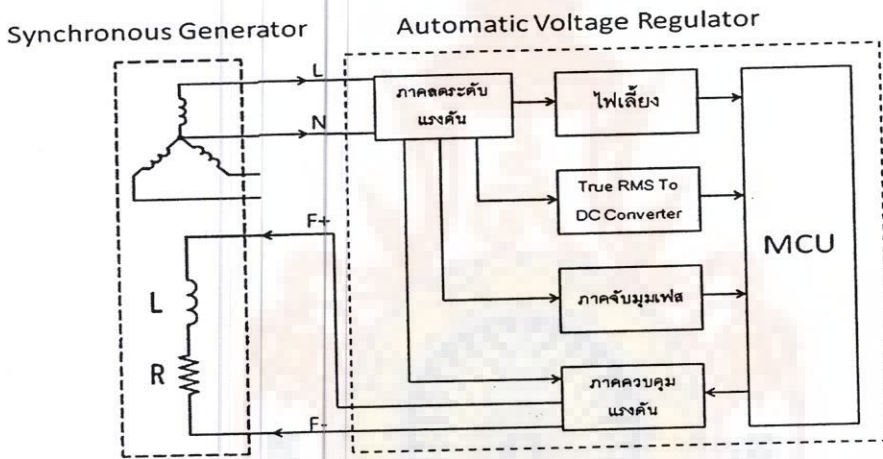 Synchronous Generator
Automatic Voltage Regulator
L
N
F+
F-
L
R
ภาคลดระดับ
แรงดัน
ไฟเลี้ยง
True RMS To
DC Converter
ภาคจับมุมเฟส
ภาคควบคุม
แรงดัน
MCU